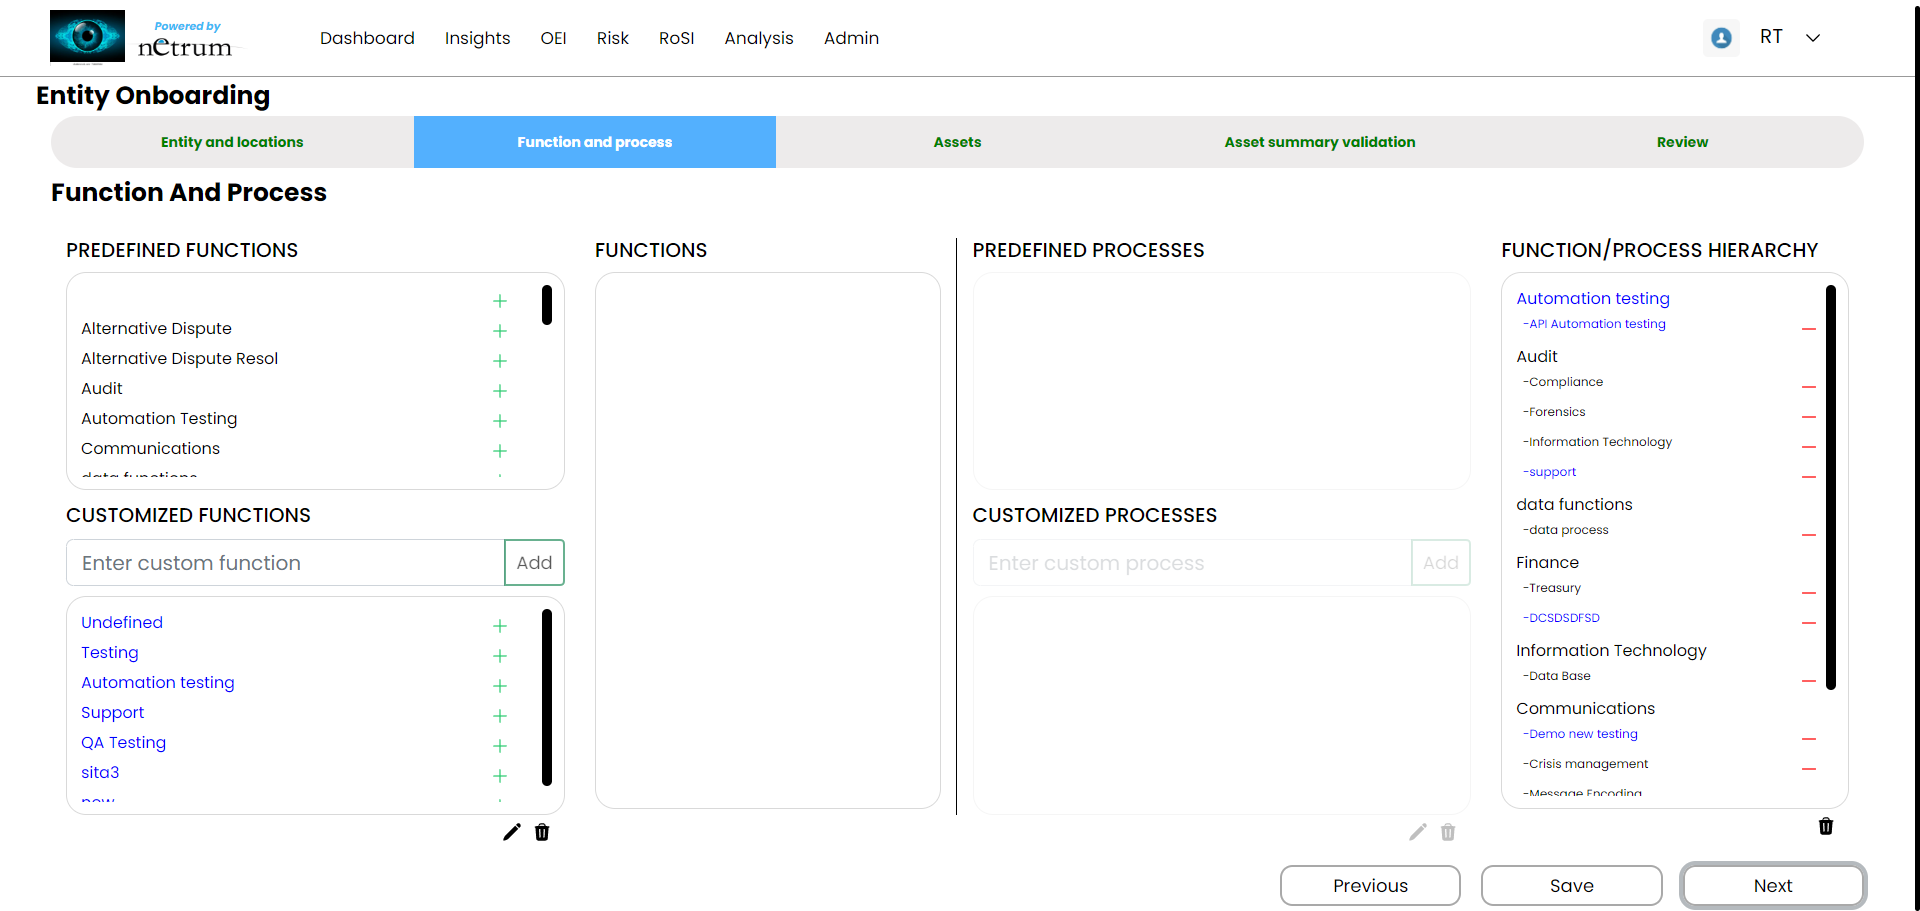 Powered by
netrum
Dashboard
Insights
OEI
Risk
RoSI
Analysis
Admin
RT
Entity Onboarding
Entity and locations
Function and process
Assets
Asset summary validation
Review
Function And Process
PREDEFINED FUNCTIONS
Alternative Dispute
Alternative Dispute Resol
Audit
Automation Testing
Communications
data functions
CUSTOMIZED FUNCTIONS
Enter custom function
Add
Undefined
Testing
Automation testing
Support
QA Testing
sita3
new
FUNCTIONS
PREDEFINED PROCESSES
CUSTOMIZED PROCESSES
Enter custom process
Add
FUNCTION/PROCESS HIERARCHY
Automation testing
-API Automation testing
Audit
-Compliance
-Forensics
-Information Technology
-support
data functions
-data process
Finance
-Treasury
-DCSDSDFSD
Information Technology
-Data Base
Communications
-Demo new testing
-Crisis management
-Message Encoding
Previous
Save
Next